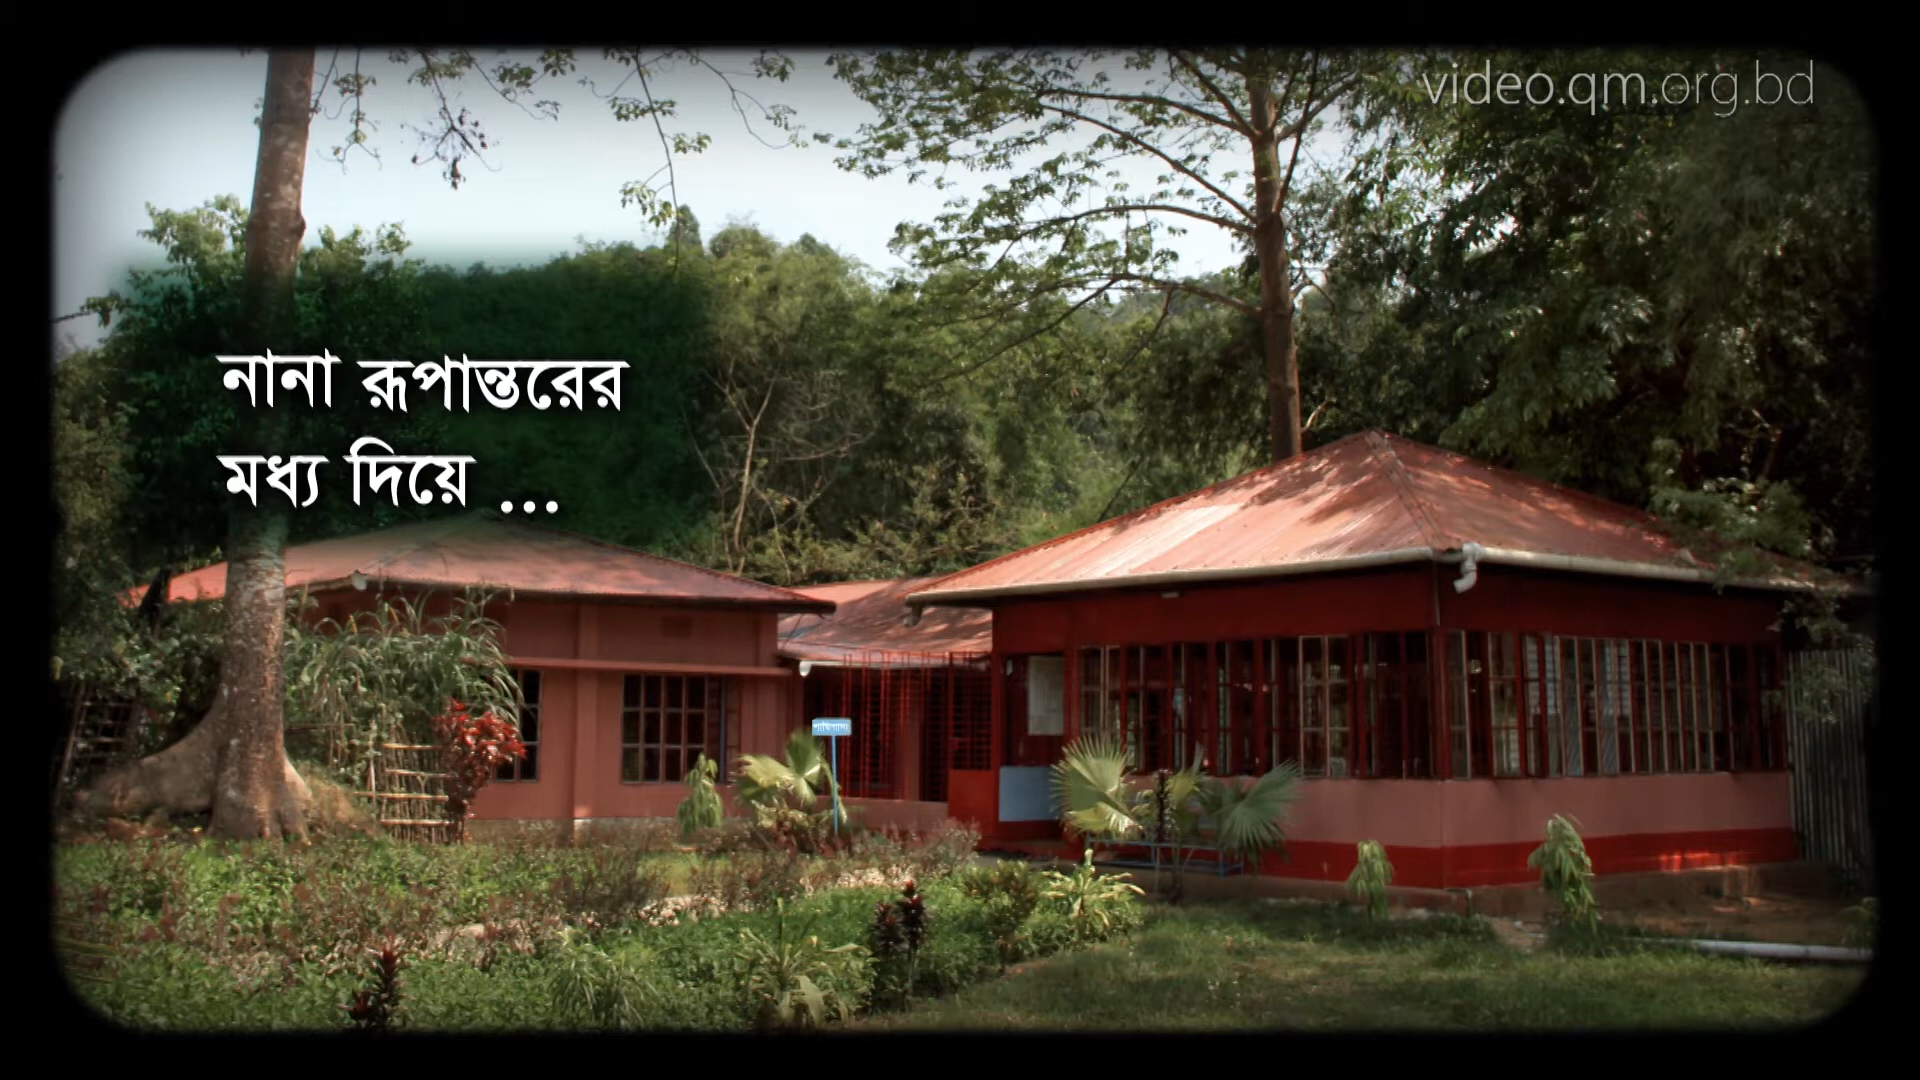 video.qm.org.bd
নানা রূপান্তরের
মধ্য দিয়ে ...